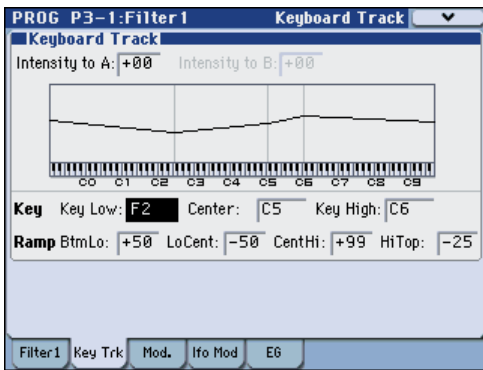 PROG P3-1:Filter1 Keyboard Track
Keyboard Track
Intensity to A: +00 Intensity to B: +00
C0 C1 C2 C3 C4 C5 C6 C7 C8 C9
Key Key Low: F2 Center: C5 Key High: C6
Ramp BtmLo: +50 LoCent: -50 CentHi: +99 HiTop: -25
Filter1 Key Trk Mod. lfo Mod EG